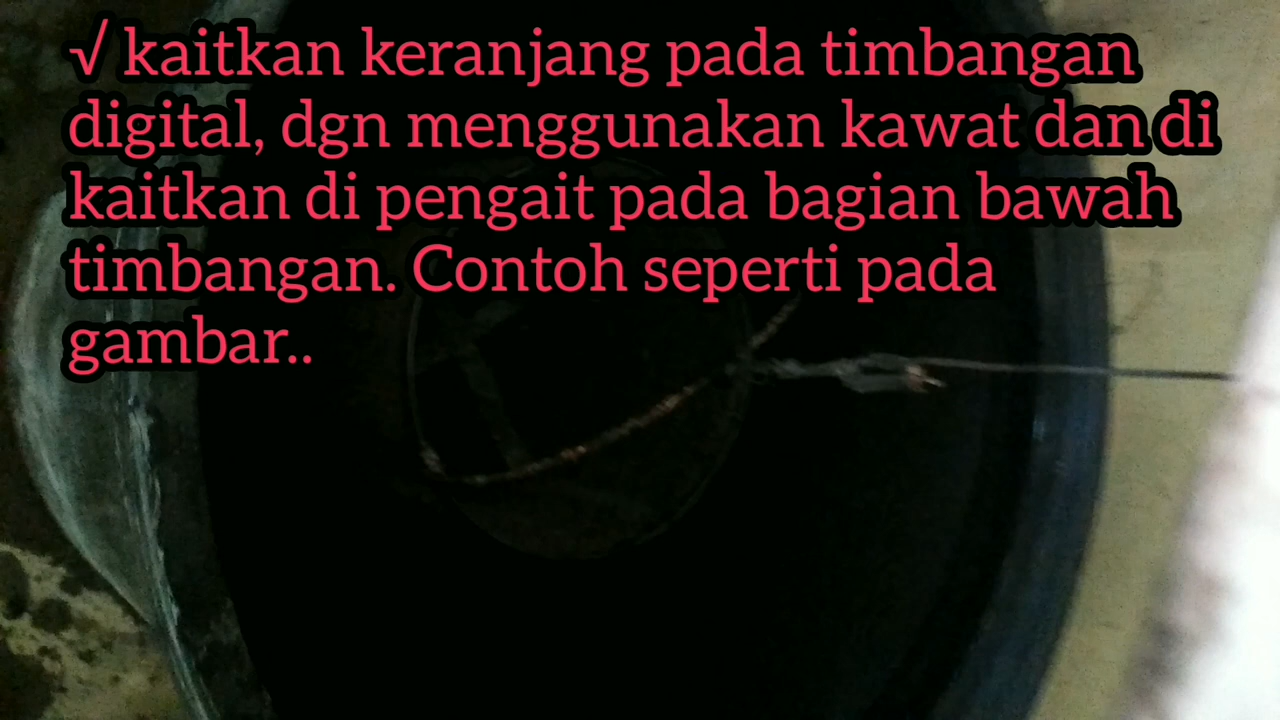 √ kaitkan keranjang pada timbangan
digital, dgn menggunakan kawat dan di
kaitkan di pengait pada bagian bawah
timbangan. Contoh seperti pada
gambar..